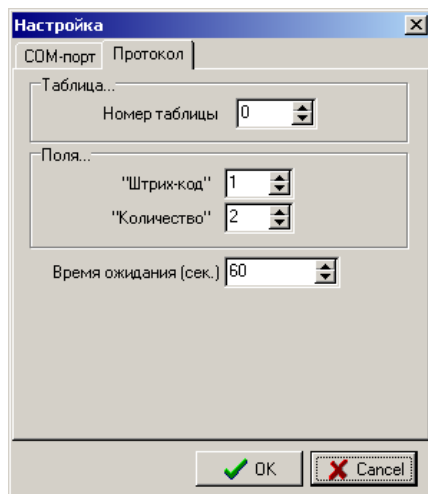 Настройка
COM-порт Протокол
Таблица...
Номер таблицы 0
Поля...
"Штрих-код" 1
"Количество" 2
Время ожидания (сек.) 60
OK Cancel